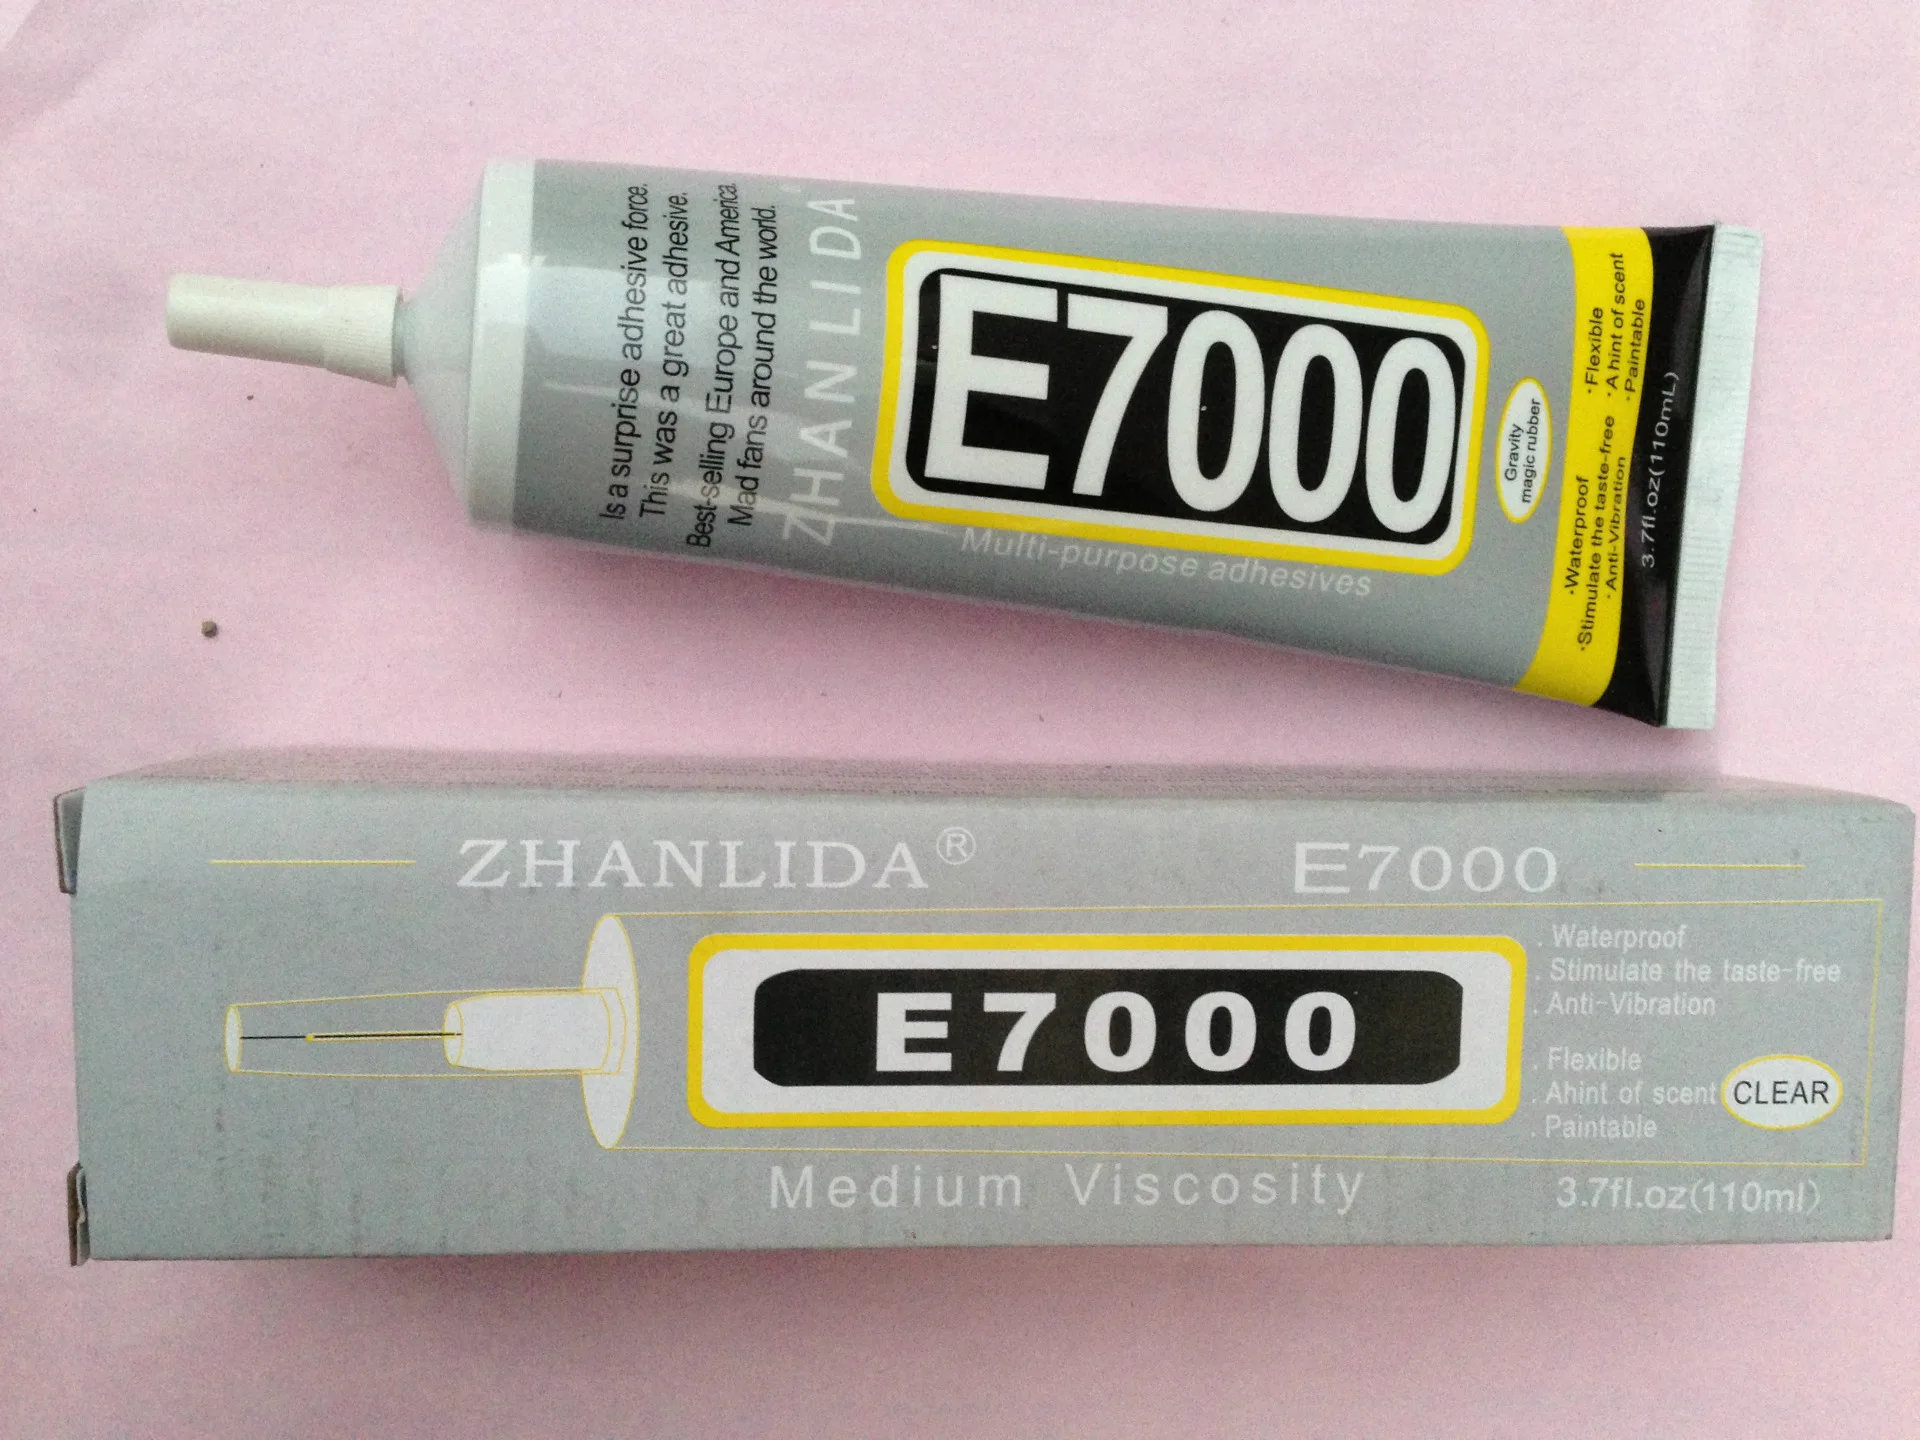 Is a surprise adhesive force.
This was a great adhesive.
Best-selling Europe and America.
Mad fans around the world.
ZHANLIDA
E7000
Multi-purpose adhesives
Gravity
magic rubber
·Waterproof ·Flexible
·Stimulate the taste-free ·Ahint of scent
·Anti-Vibration ·Paintable
3.7fl.oz(110mL)
ZHANLIDA® E7000
E7000
. Waterproof
. Stimulate the taste-free
. Anti-Vibration
. Flexible
. Ahint of scent
. Paintable
CLEAR
Medium Viscosity
3.7fl.oz(110ml)